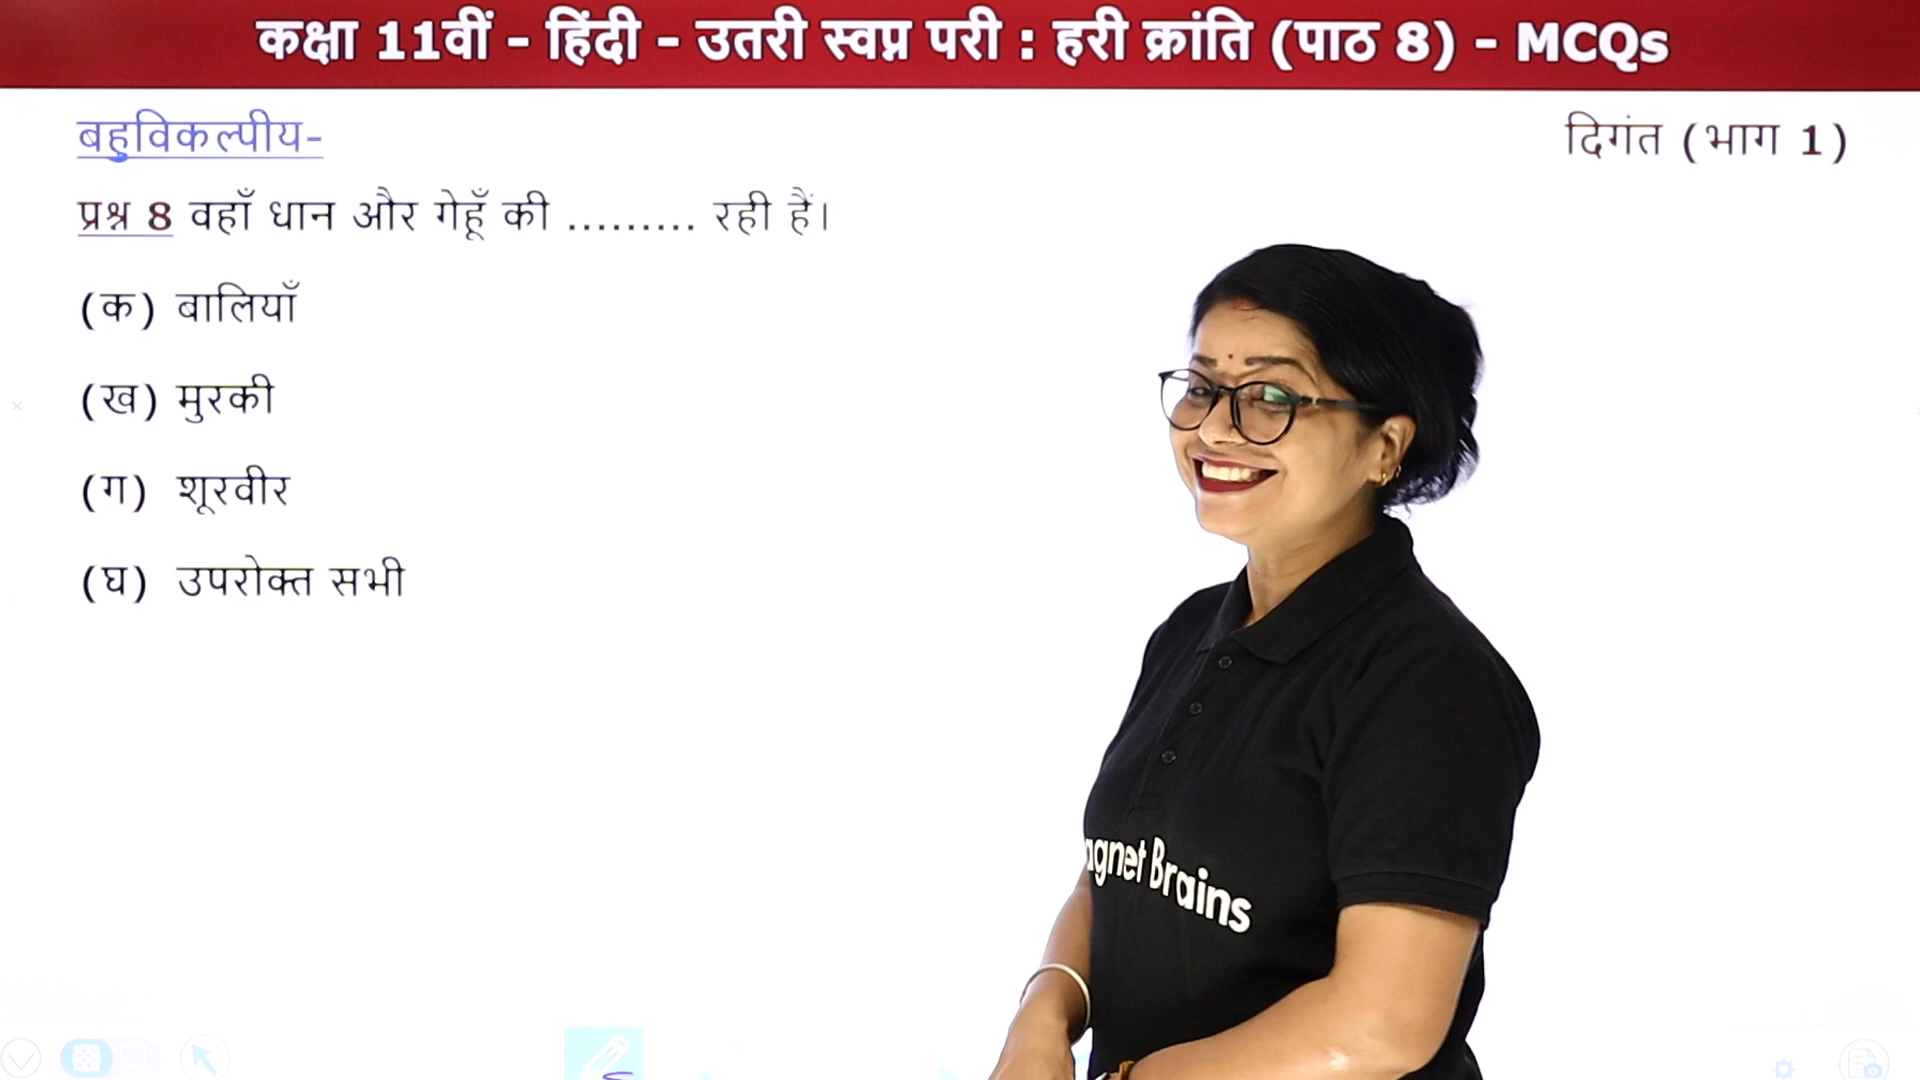 कक्षा 11वीं - हिंदी - उतरी स्वप्न परी : हरी क्रांति (पाठ 8) - MCQs
बहुविकल्पीय-
दिगंत (भाग 1)
प्रश्न 8 वहाँ धान और गेहूँ की ......... रही हैं।
(क) बालियाँ
(ख) मुरकी
(ग) शूरवीर
(घ) उपरोक्त सभी
agnet Brains